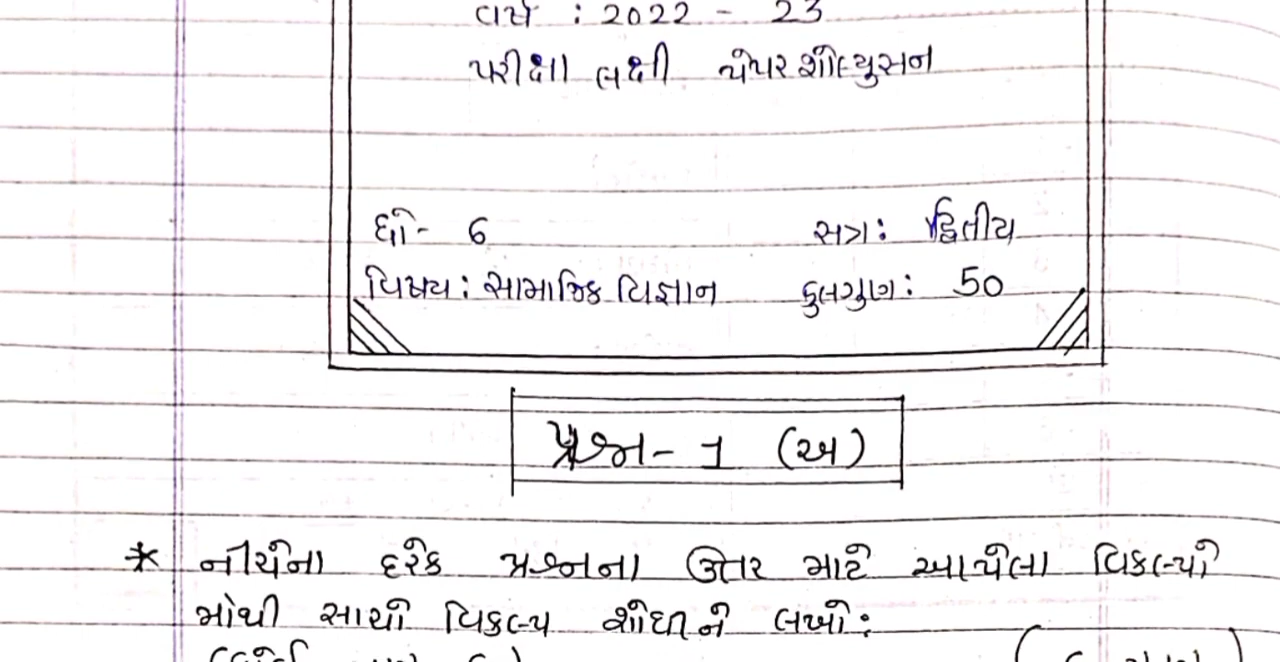 વર્ષ : 2022 - 23
પરીક્ષા લક્ષી પેપર શોલ્યુસન
ધો- 6 સત્ર: દ્વિતીય
વિષય: સામાજિક વિજ્ઞાન કુલગુણ: 50
પ્રશ્ન- 1 (અ)
* નીચેના દરેક પ્રશ્નના ઉત્તર માટે આપેલા વિકલ્પો
માંથી સાચો વિકલ્પ શોધીને લખો: